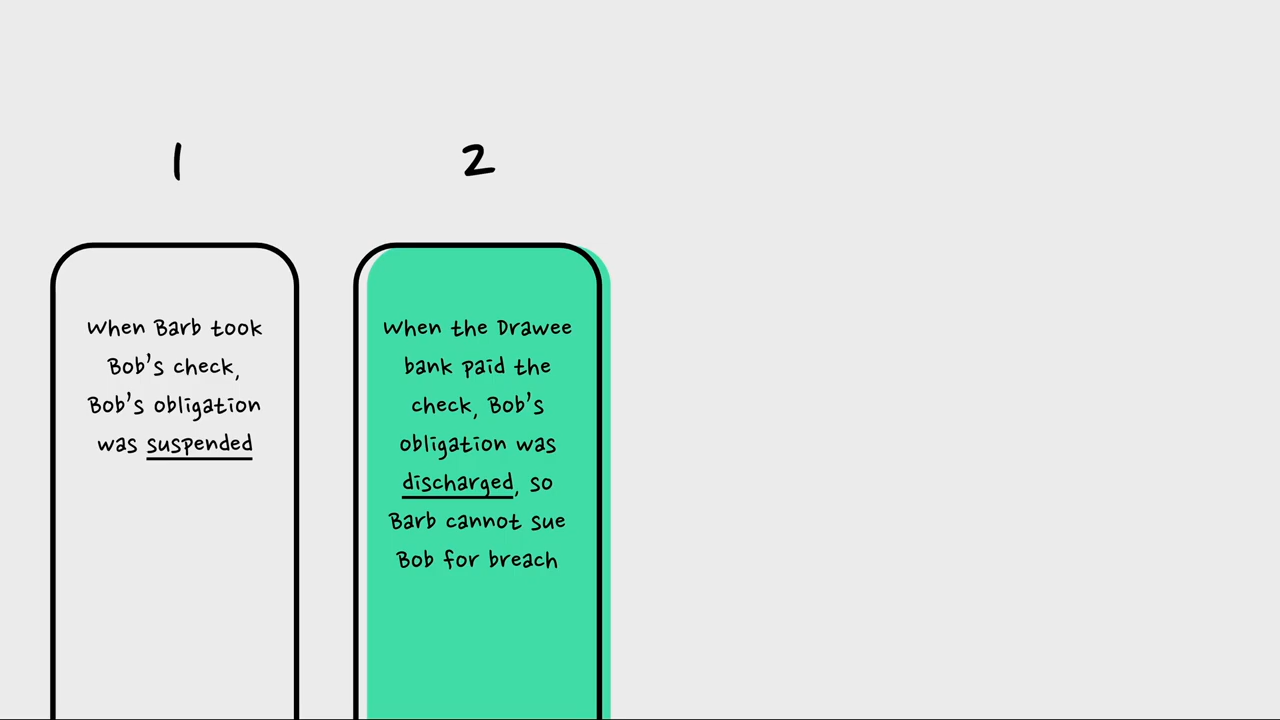 1
When Barb took
Bob's check,
Bob's obligation
was suspended
2
When the Drawee
bank paid the
check, Bob's
obligation was
discharged, so
Barb cannot sue
Bob for breach